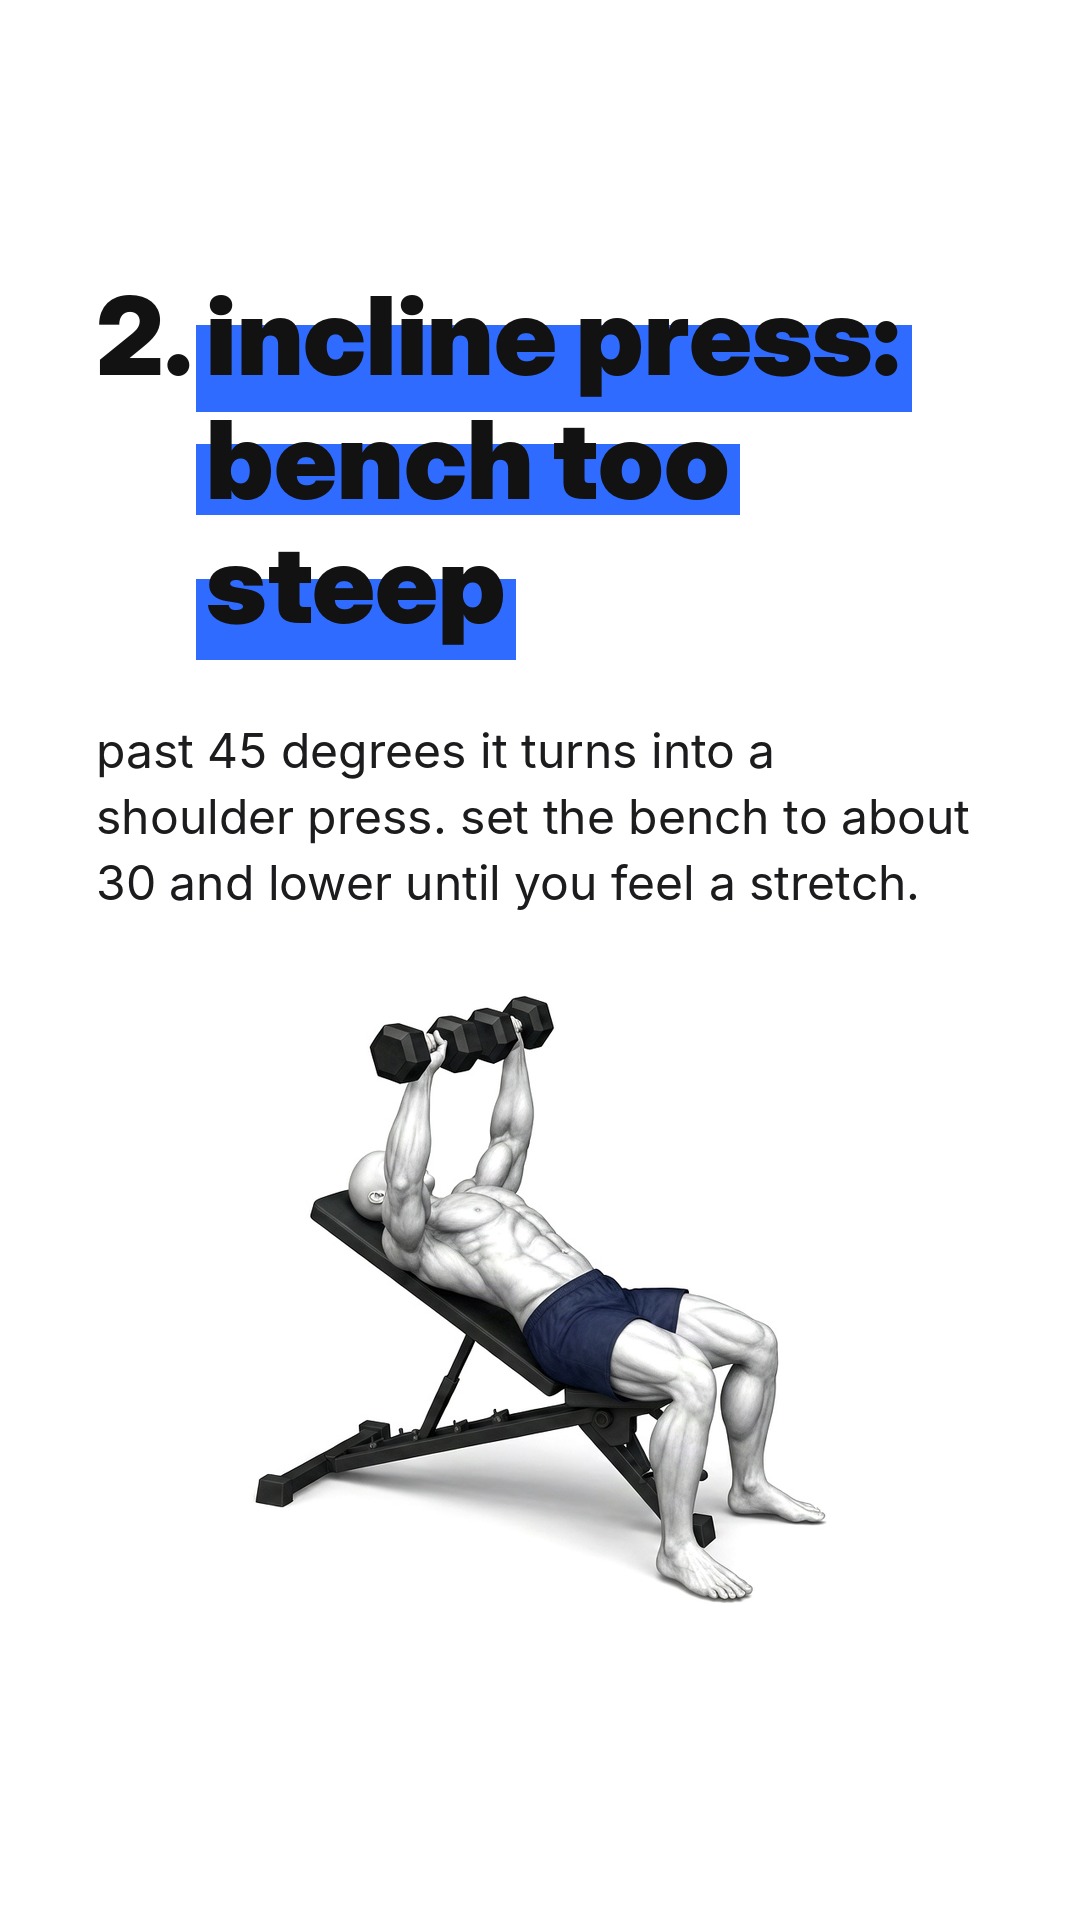 2. incline press:
bench too
steep
past 45 degrees it turns into a
shoulder press. set the bench to about
30 and lower until you feel a stretch.